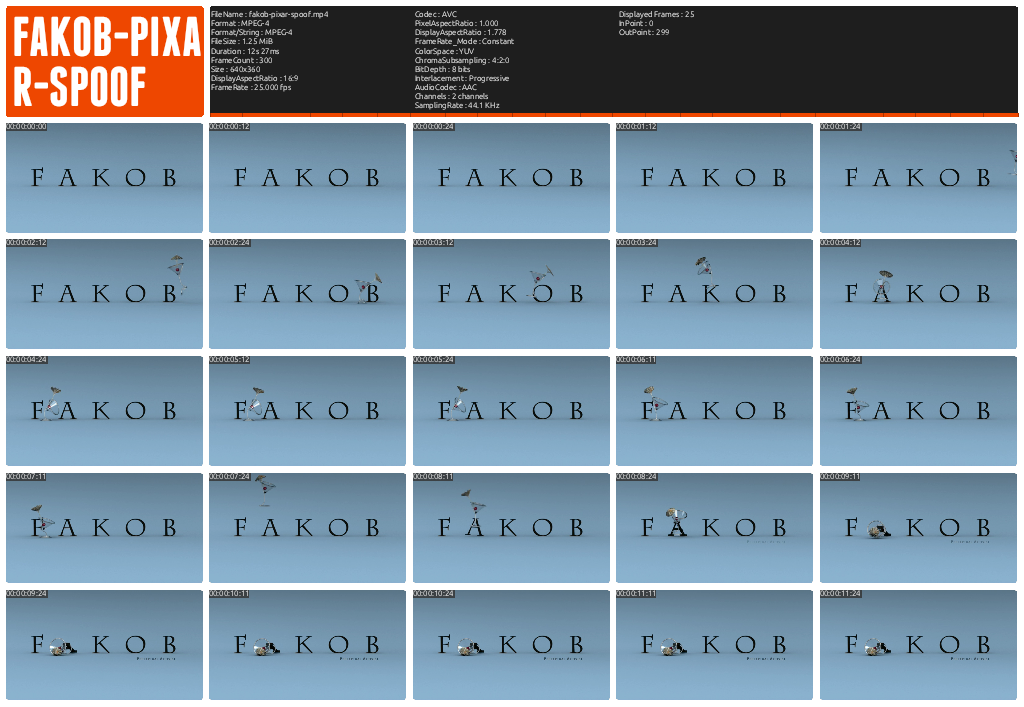 FAKOB-PIXA
R-SPOOF
FileName : fakob-pixar-spoof.mp4
Format : MPEG-4
Format/String : MPEG-4
FileSize : 1.25 MiB
Duration : 12s 27ms
FrameCount : 300
Size : 640x360
DisplayAspectRatio : 16:9
FrameRate : 25.000 fps
Codec : AVC
PixelAspectRatio : 1.000
DisplayAspectRatio : 1.778
FrameRate_Mode : Constant
ColorSpace : YUV
ChromaSubsampling : 4:2:0
BitDepth : 8 bits
Interlacement : Progressive
AudioCodec : AAC
Channels : 2 channels
SamplingRate : 44.1 KHz
Displayed Frames : 25
InPoint : 0
OutPoint : 299
00:00:00:00 00:00:00:12 00:00:00:24 00:00:01:12 00:00:01:24
FAKOB FAKOB FAKOB FAKOB FAKOB
00:00:02:12 00:00:02:24 00:00:03:12 00:00:03:24 00:00:04:12
FAKOB FAKOB FAKOB FAKOB FAKOB
00:00:04:24 00:00:05:12 00:00:05:24 00:00:06:11 00:00:06:24
FAKOB FAKOB FAKOB FAKOB FAKOB
00:00:07:11 00:00:07:24 00:00:08:11 00:00:08:24 00:00:09:11
FAKOB FAKOB FAKOB FAKOB F KOB
00:00:09:24 00:00:10:11 00:00:10:24 00:00:11:11 00:00:11:24
F KOB F KOB F KOB F KOB F KOB